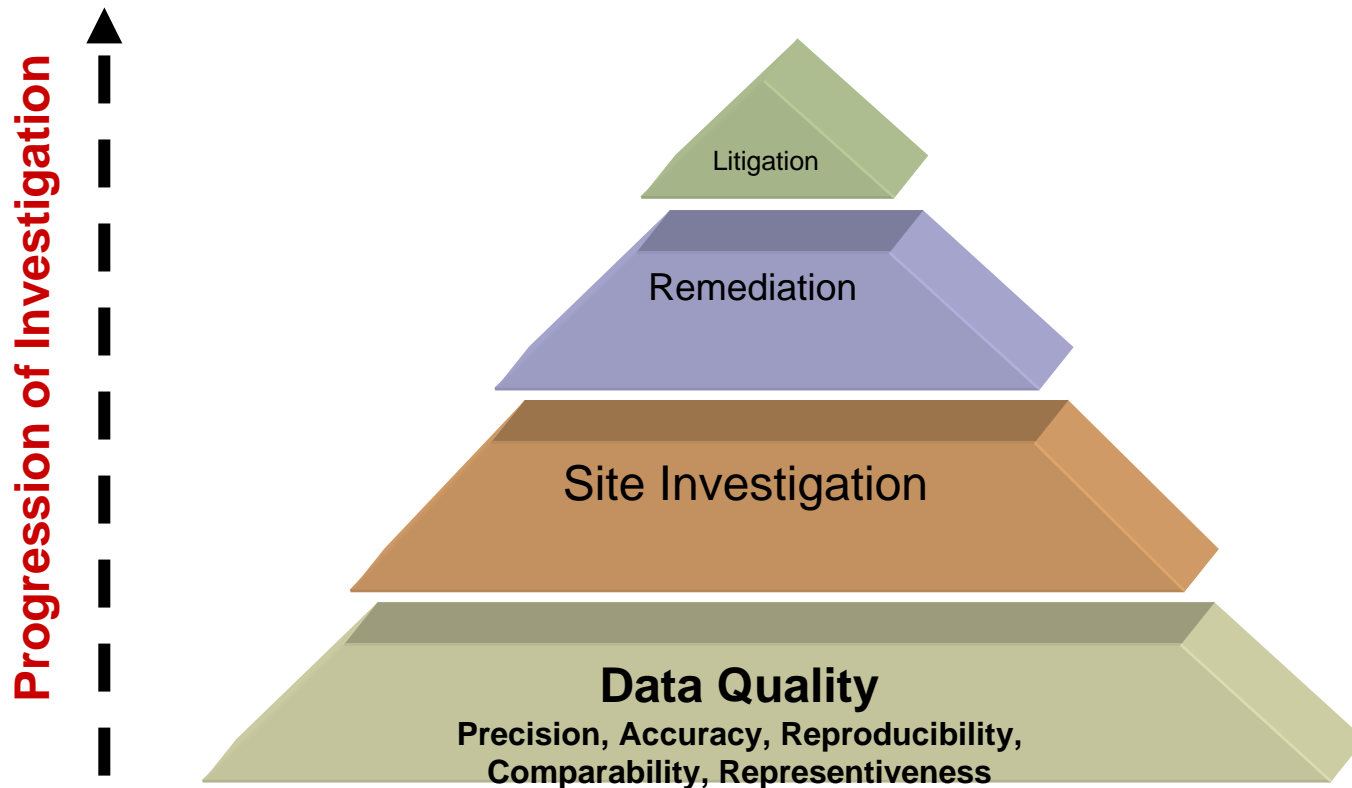 Progression of Investigation
Litigation
Remediation
Site Investigation
Data Quality
Precision, Accuracy, Reproducibility,
Comparability, Representiveness